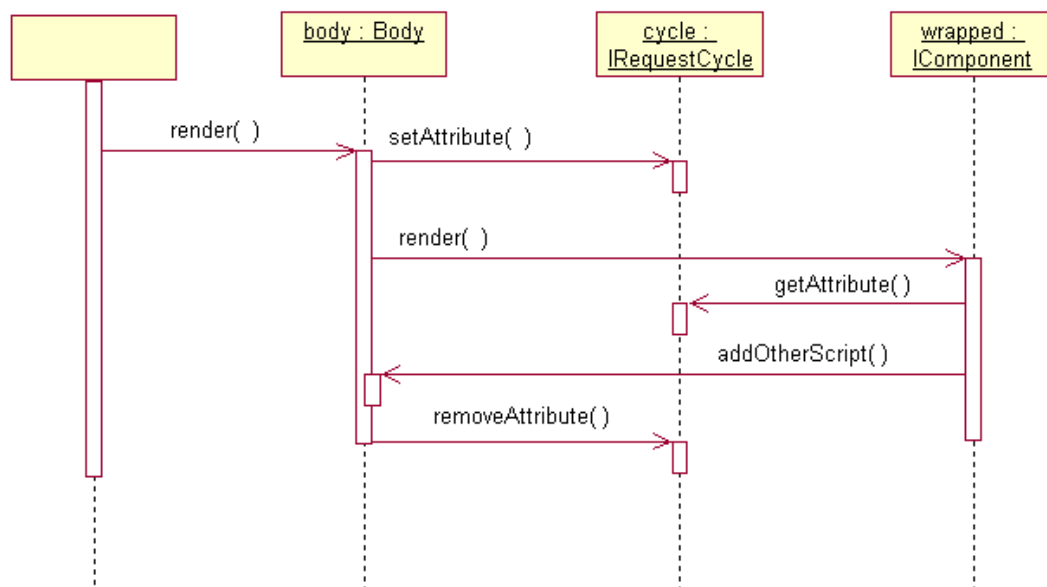 body : Body
cycle :
IRequestCycle
wrapped :
IComponent
render( )
setAttribute( )
render( )
getAttribute( )
addOtherScript( )
removeAttribute( )